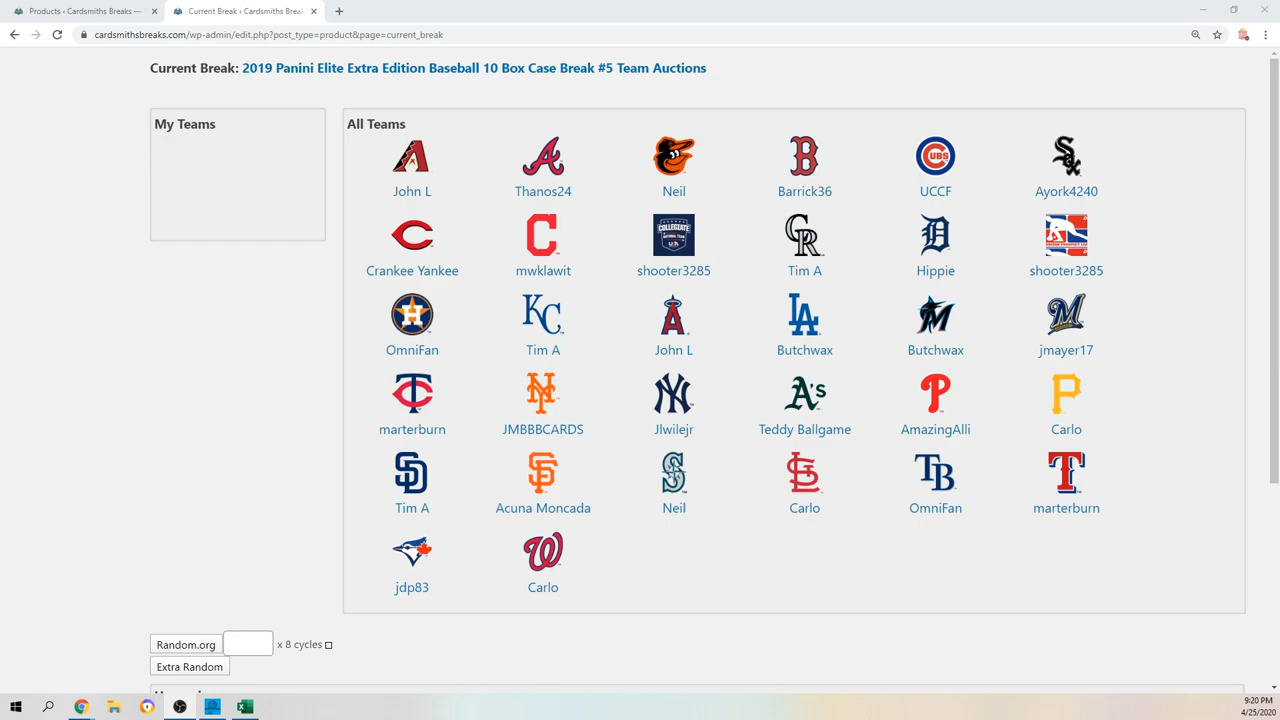 Products ‹ Cardsmiths Breaks —
Current Break ‹ Cardsmiths Break
cardsmithsbreaks.com/wp-admin/edit.php?post_type=product&page=current_break
Current Break: 2019 Panini Elite Extra Edition Baseball 10 Box Case Break #5 Team Auctions
My Teams
All Teams
John L Thanos24 Neil Barrick36 UCCF Ayork4240
Crankee Yankee mwklawit shooter3285 Tim A Hippie shooter3285
OmniFan Tim A John L Butchwax Butchwax jmayer17
marterburn JMBBBCARDS Jlwilejr Teddy Ballgame AmazingAlli Carlo
Tim A Acuna Moncada Neil Carlo OmniFan marterburn
jdp83 Carlo
Random.org x 8 cycles
Extra Random
9:20 PM
4/25/2020